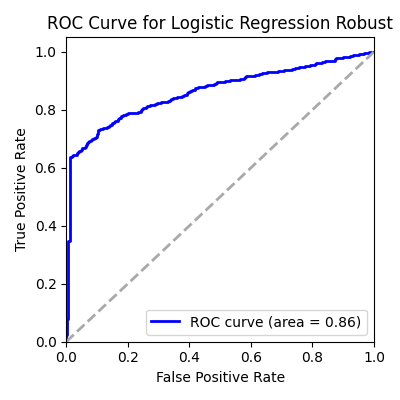 ROC Curve for Logistic Regression Robust
True Positive Rate
1.0
0.8
0.6
0.4
0.2
0.0
0.0 0.2 0.4 0.6 0.8 1.0
False Positive Rate
ROC curve (area = 0.86)